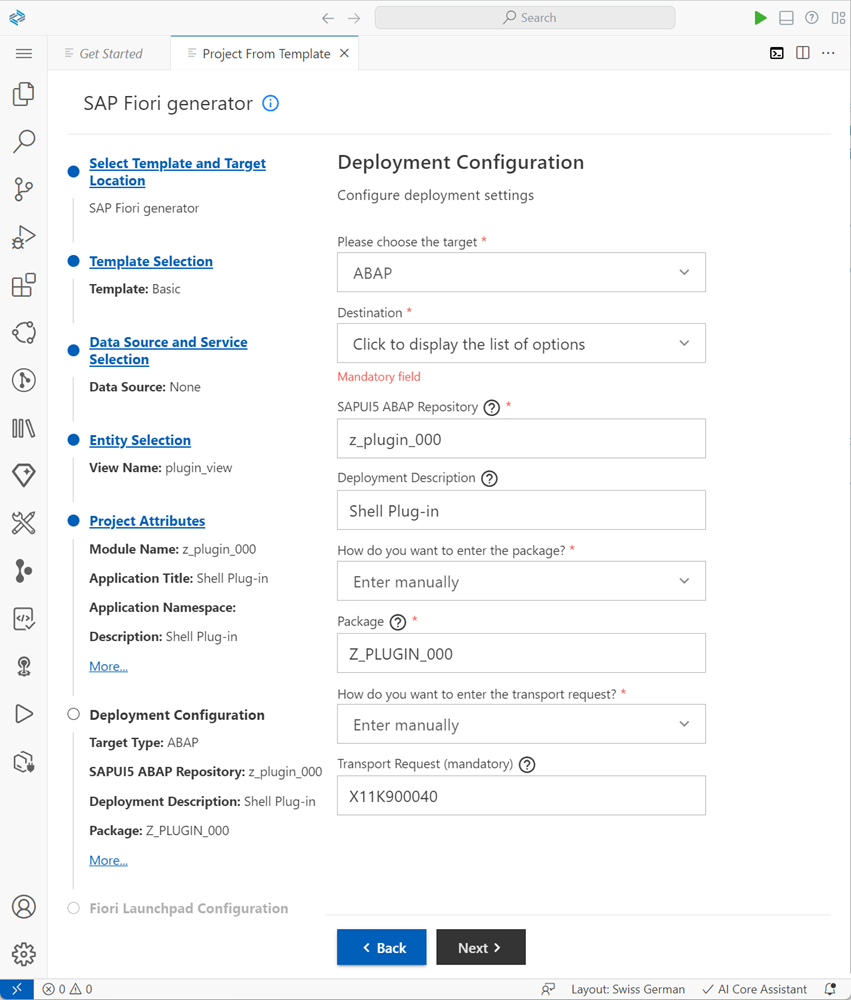 Search
Get Started
Project From Template
SAP Fiori generator
Select Template and Target
Location
SAP Fiori generator
Template Selection
Template: Basic
Data Source and Service
Selection
Data Source: None
Entity Selection
View Name: plugin_view
Project Attributes
Module Name: z_plugin_000
Application Title: Shell Plug-in
Application Namespace:
Description: Shell Plug-in
More...
Deployment Configuration
Target Type: ABAP
SAPUI5 ABAP Repository: z_plugin_000
Deployment Description: Shell Plug-in
Package: Z_PLUGIN_000
More...
Fiori Launchpad Configuration
Deployment Configuration
Configure deployment settings
Please choose the target *
ABAP
Destination *
Click to display the list of options
Mandatory field
SAPUI5 ABAP Repository ? *
z_plugin_000
Deployment Description ?
Shell Plug-in
How do you want to enter the package? *
Enter manually
Package ? *
Z_PLUGIN_000
How do you want to enter the transport request? *
Enter manually
Transport Request (mandatory) ?
X11K900040
Back
Next
0 0
Layout: Swiss German
AI Core Assistant